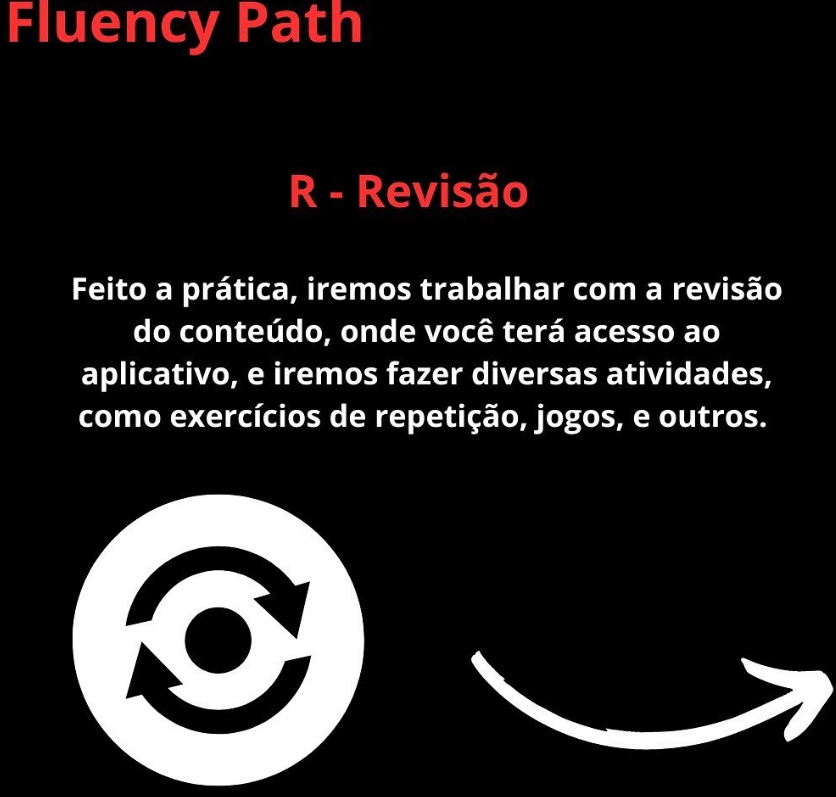 Fluency Path
R - Revisão
Feito a prática, iremos trabalhar com a revisão
do conteúdo, onde você terá acesso ao
aplicativo, e iremos fazer diversas atividades,
como exercícios de repetição, jogos, e outros.